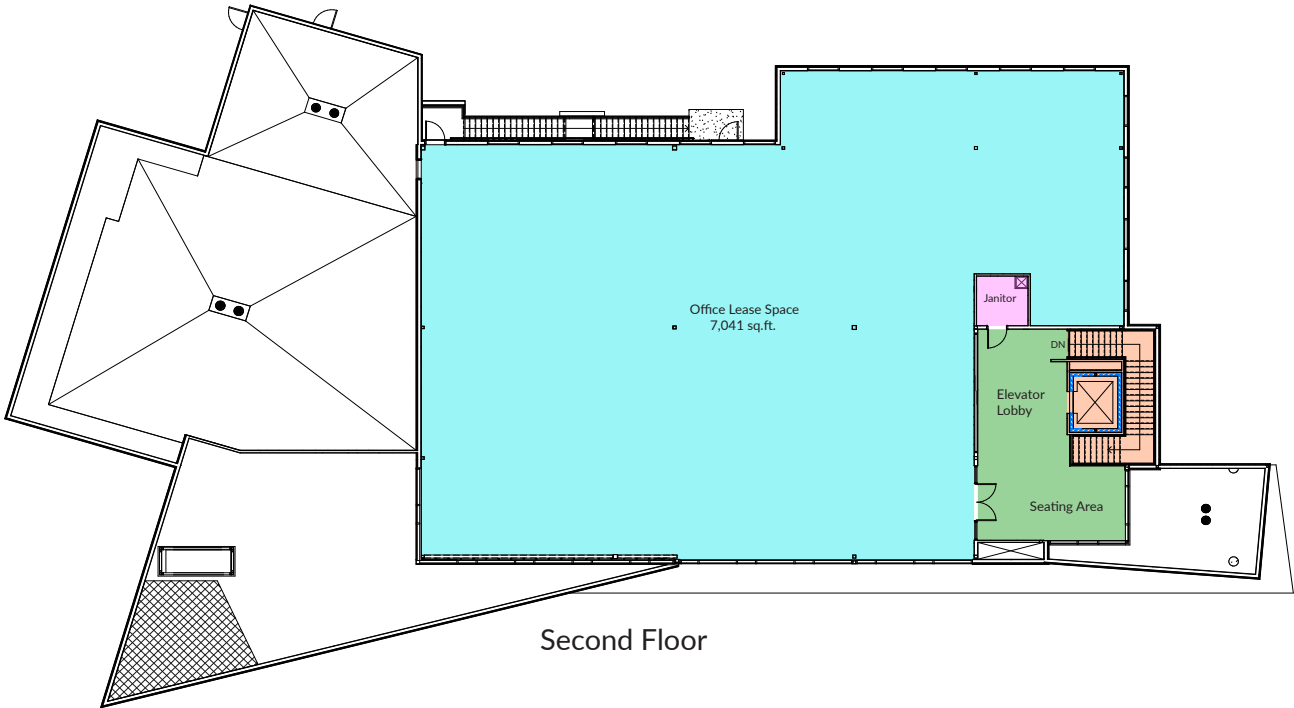 Office Lease Space
7,041 sq.ft.
Janitor
DN
Elevator
Lobby
Seating Area
Second Floor